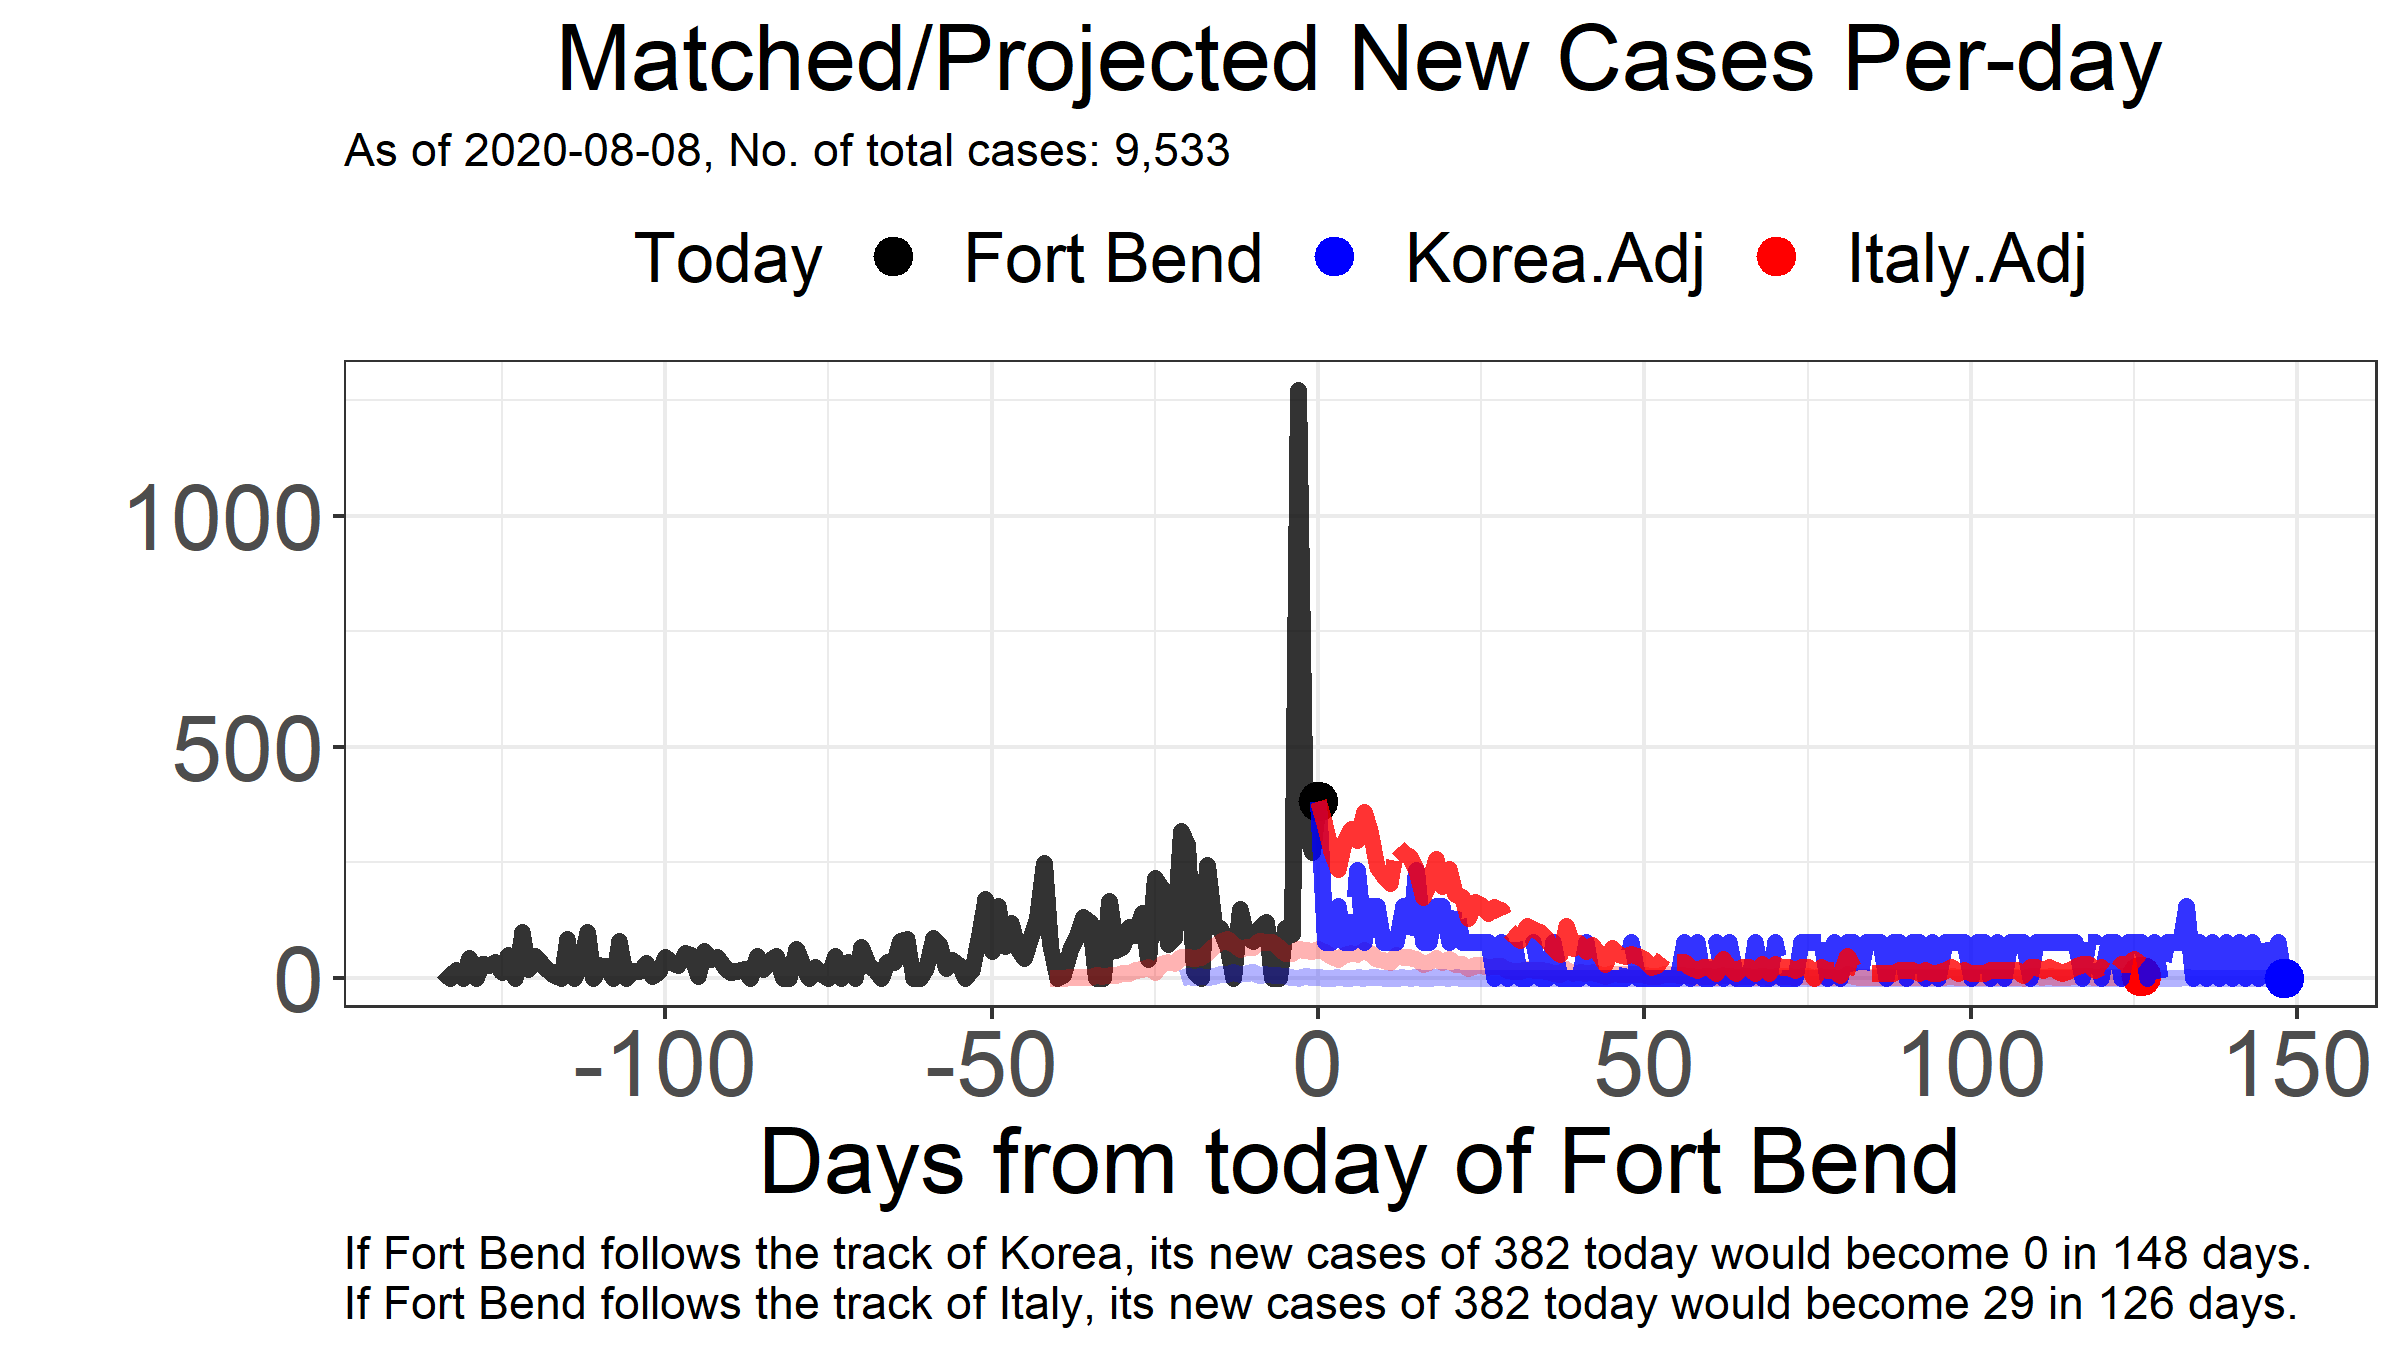 Matched/Projected New Cases Per-day
As of 2020-08-08, No. of total cases: 9,533
Today Fort Bend Korea.Adj Italy.Adj
1000
500
0
-100 -50 0 50 100 150
Days from today of Fort Bend
If Fort Bend follows the track of Korea, its new cases of 382 today would become 0 in 148 days.
If Fort Bend follows the track of Italy, its new cases of 382 today would become 29 in 126 days.